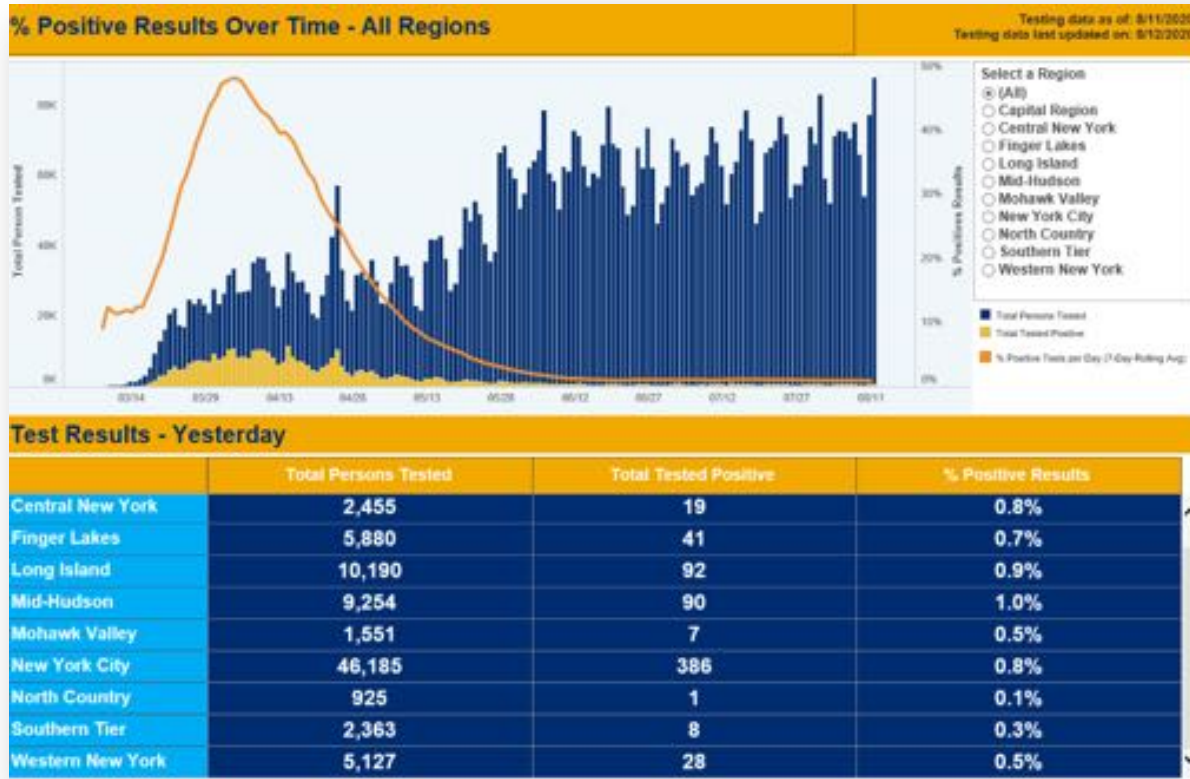 % Positive Results Over Time - All Regions
Testing data as of: 8/11/2020
Testing data last updated on: 8/12/2020
Total Persons Tested
80K
60K
40K
20K
0K
50%
40%
30%
20%
10%
0%
% Positives Results
03/14 03/29 04/13 04/28 05/13 05/28 06/12 06/27 07/12 07/27 08/11
Select a Region
(All)
Capital Region
Central New York
Finger Lakes
Long Island
Mid-Hudson
Mohawk Valley
New York City
North Country
Southern Tier
Western New York
Total Persons Tested
Total Tested Positive
% Positive Tests per Day (7-Day Rolling Avg)
Test Results - Yesterday
Total Persons Tested Total Tested Positive % Positive Results
Central New York 2,455 19 0.8%
Finger Lakes 5,880 41 0.7%
Long Island 10,190 92 0.9%
Mid-Hudson 9,254 90 1.0%
Mohawk Valley 1,551 7 0.5%
New York City 46,185 386 0.8%
North Country 925 1 0.1%
Southern Tier 2,363 8 0.3%
Western New York 5,127 28 0.5%